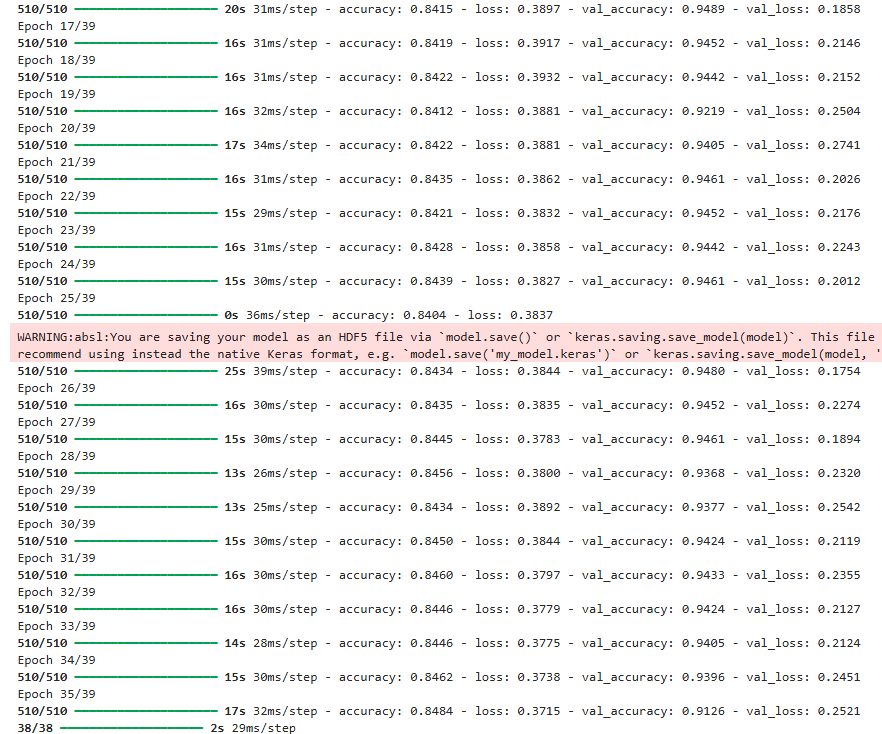 510/510 ━━━━━━━━━━━━━━━━━━━━ 20s 31ms/step - accuracy: 0.8415 - loss: 0.3897 - val_accuracy: 0.9489 - val_loss: 0.1858
Epoch 17/39
510/510 ━━━━━━━━━━━━━━━━━━━━ 16s 31ms/step - accuracy: 0.8419 - loss: 0.3917 - val_accuracy: 0.9452 - val_loss: 0.2146
Epoch 18/39
510/510 ━━━━━━━━━━━━━━━━━━━━ 16s 31ms/step - accuracy: 0.8422 - loss: 0.3932 - val_accuracy: 0.9442 - val_loss: 0.2152
Epoch 19/39
510/510 ━━━━━━━━━━━━━━━━━━━━ 16s 32ms/step - accuracy: 0.8412 - loss: 0.3881 - val_accuracy: 0.9219 - val_loss: 0.2504
Epoch 20/39
510/510 ━━━━━━━━━━━━━━━━━━━━ 17s 34ms/step - accuracy: 0.8422 - loss: 0.3881 - val_accuracy: 0.9405 - val_loss: 0.2741
Epoch 21/39
510/510 ━━━━━━━━━━━━━━━━━━━━ 16s 31ms/step - accuracy: 0.8435 - loss: 0.3862 - val_accuracy: 0.9461 - val_loss: 0.2026
Epoch 22/39
510/510 ━━━━━━━━━━━━━━━━━━━━ 15s 29ms/step - accuracy: 0.8421 - loss: 0.3832 - val_accuracy: 0.9452 - val_loss: 0.2176
Epoch 23/39
510/510 ━━━━━━━━━━━━━━━━━━━━ 16s 31ms/step - accuracy: 0.8428 - loss: 0.3858 - val_accuracy: 0.9442 - val_loss: 0.2243
Epoch 24/39
510/510 ━━━━━━━━━━━━━━━━━━━━ 15s 30ms/step - accuracy: 0.8439 - loss: 0.3827 - val_accuracy: 0.9461 - val_loss: 0.2012
Epoch 25/39
510/510 ━━━━━━━━━━━━━━━━━━━━ 0s 36ms/step - accuracy: 0.8404 - loss: 0.3837
WARNING:absl:You are saving your model as an HDF5 file via `model.save()` or `keras.saving.save_model(model)`. This file
recommend using instead the native Keras format, e.g. `model.save('my_model.keras')` or `keras.saving.save_model(model, '
510/510 ━━━━━━━━━━━━━━━━━━━━ 25s 39ms/step - accuracy: 0.8434 - loss: 0.3844 - val_accuracy: 0.9480 - val_loss: 0.1754
Epoch 26/39
510/510 ━━━━━━━━━━━━━━━━━━━━ 16s 30ms/step - accuracy: 0.8435 - loss: 0.3835 - val_accuracy: 0.9452 - val_loss: 0.2274
Epoch 27/39
510/510 ━━━━━━━━━━━━━━━━━━━━ 15s 30ms/step - accuracy: 0.8445 - loss: 0.3783 - val_accuracy: 0.9461 - val_loss: 0.1894
Epoch 28/39
510/510 ━━━━━━━━━━━━━━━━━━━━ 13s 26ms/step - accuracy: 0.8456 - loss: 0.3800 - val_accuracy: 0.9368 - val_loss: 0.2320
Epoch 29/39
510/510 ━━━━━━━━━━━━━━━━━━━━ 13s 25ms/step - accuracy: 0.8434 - loss: 0.3892 - val_accuracy: 0.9377 - val_loss: 0.2542
Epoch 30/39
510/510 ━━━━━━━━━━━━━━━━━━━━ 15s 30ms/step - accuracy: 0.8450 - loss: 0.3844 - val_accuracy: 0.9424 - val_loss: 0.2119
Epoch 31/39
510/510 ━━━━━━━━━━━━━━━━━━━━ 16s 30ms/step - accuracy: 0.8460 - loss: 0.3797 - val_accuracy: 0.9433 - val_loss: 0.2355
Epoch 32/39
510/510 ━━━━━━━━━━━━━━━━━━━━ 16s 30ms/step - accuracy: 0.8446 - loss: 0.3779 - val_accuracy: 0.9424 - val_loss: 0.2127
Epoch 33/39
510/510 ━━━━━━━━━━━━━━━━━━━━ 14s 28ms/step - accuracy: 0.8446 - loss: 0.3775 - val_accuracy: 0.9405 - val_loss: 0.2124
Epoch 34/39
510/510 ━━━━━━━━━━━━━━━━━━━━ 15s 30ms/step - accuracy: 0.8462 - loss: 0.3738 - val_accuracy: 0.9396 - val_loss: 0.2451
Epoch 35/39
510/510 ━━━━━━━━━━━━━━━━━━━━ 17s 32ms/step - accuracy: 0.8484 - loss: 0.3715 - val_accuracy: 0.9126 - val_loss: 0.2521
38/38 ━━━━━━━━━━━━━━━━━━━━ 2s 29ms/step